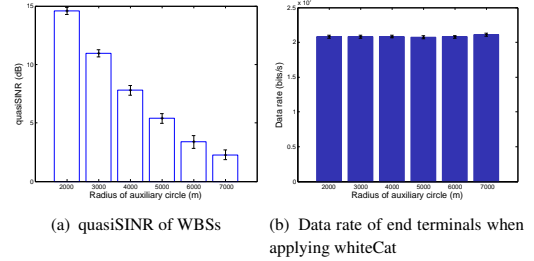 15
10
5
0
quasiSINR (dB)
2000 3000 4000 5000 6000 7000
Radius of auxiliary circle (m)
(a) quasiSINR of WBSs
2.5
2
1.5
1
0.5
0
Data rate (bits/s)
2000 3000 4000 5000 6000 7000
Radius of auxiliary circle (m)
(b) Data rate of end terminals when
applying whiteCat